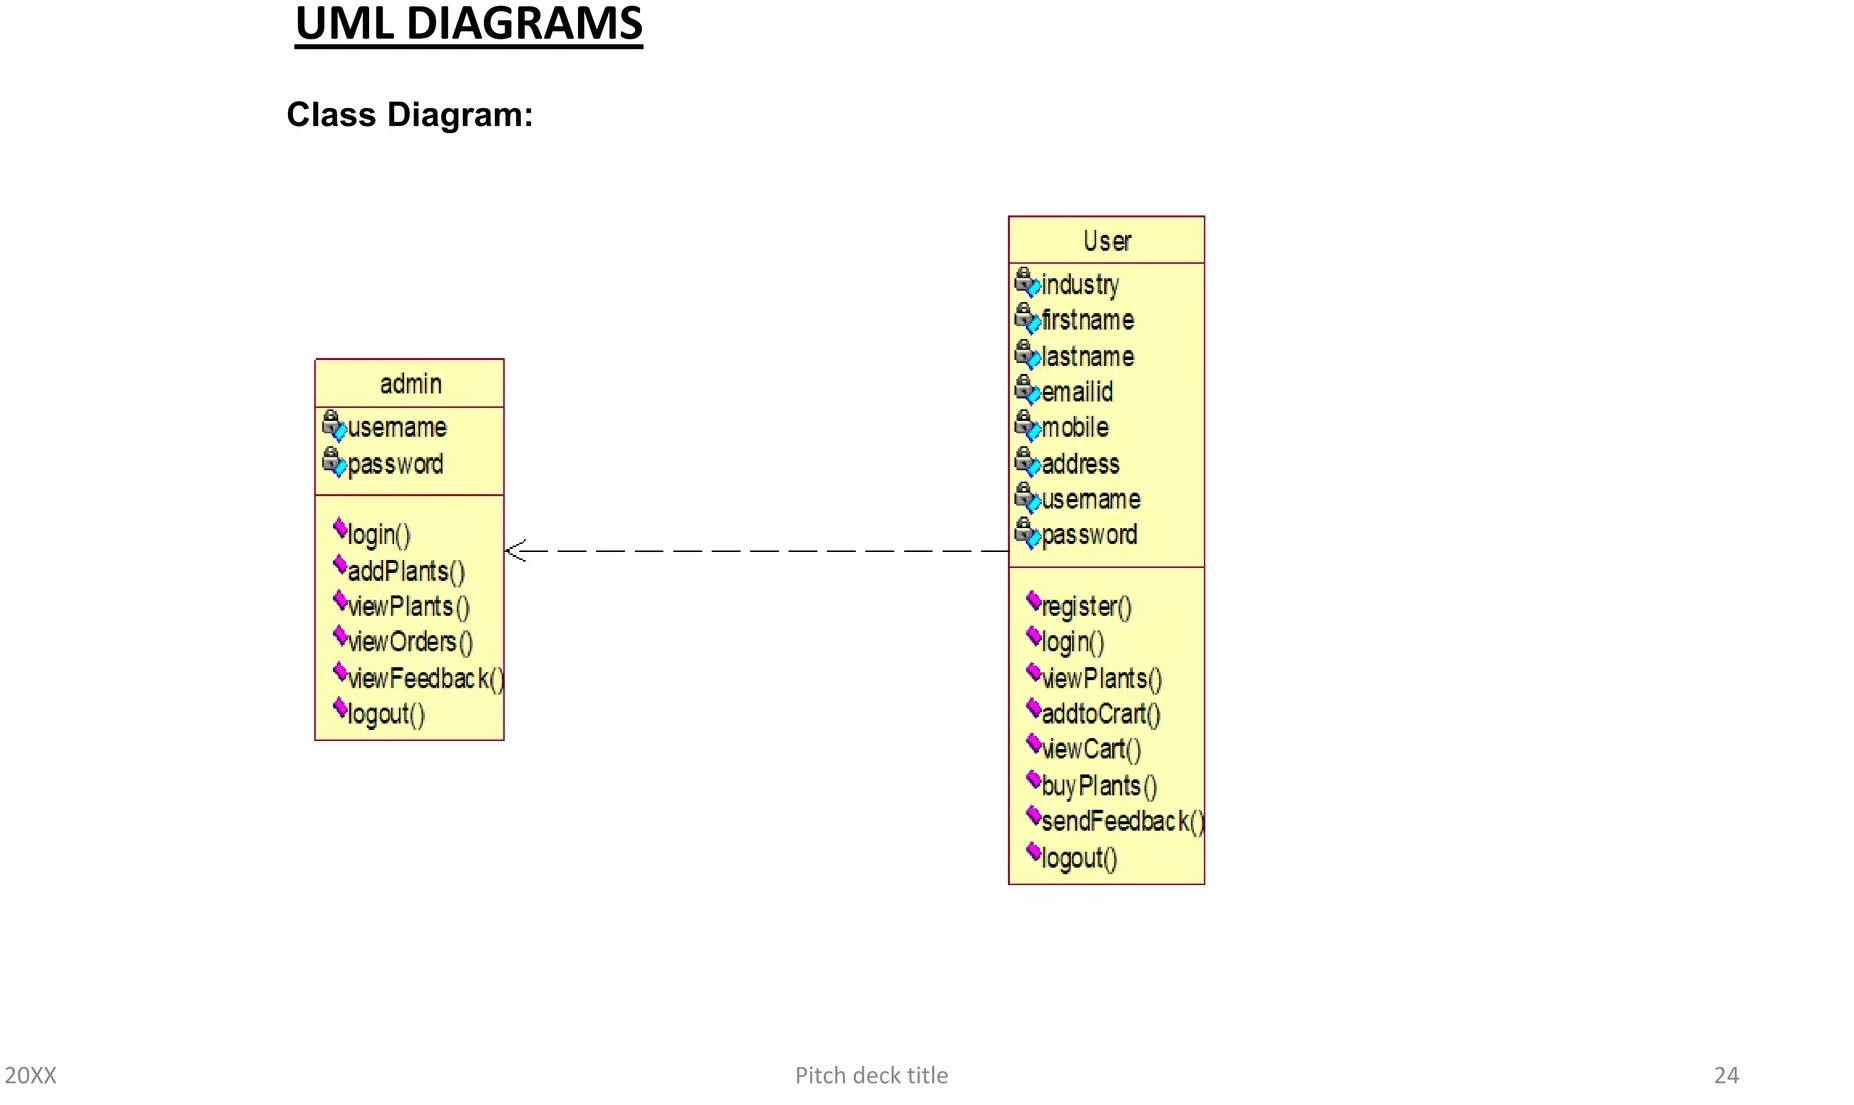 UML DIAGRAMS
Class Diagram:
admin
username
password
login()
addPlants()
viewPlants()
viewOrders()
viewFeedback()
logout()
User
industry
firstname
lastname
emailid
mobile
address
username
password
register()
login()
viewPlants()
addtoCrart()
viewCart()
buyPlants()
sendFeedback()
logout()
20XX
Pitch deck title
24